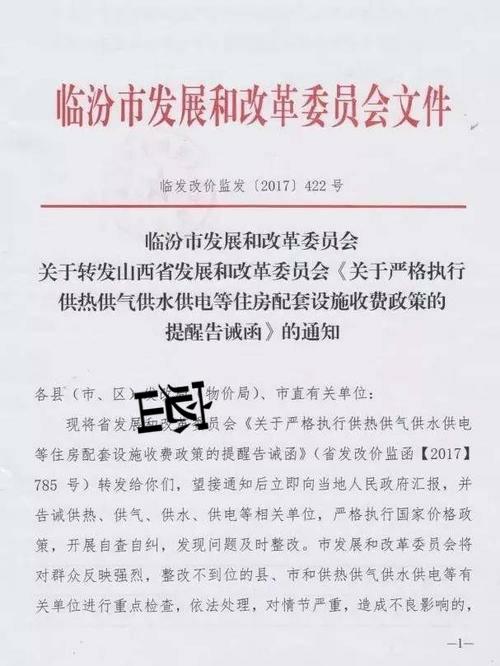 临汾市发展和改革委员会文件
临发改价监发〔2017〕422 号
临汾市发展和改革委员会
关于转发山西省发展和改革委员会《关于严格执行
供热供气供水供电等住房配套设施收费政策的
提醒告诫函》的通知
各县（市、区）发改局（物价局）、市直有关单位：
现将省发展和改革委员会《关于严格执行供热供气供水供电
等住房配套设施收费政策的提醒告诫函》（省发改价监函【2017】
785 号）转发给你们，望接通知后立即向当地人民政府汇报，并
告诫供热、供气、供水、供电等相关单位，严格执行国家价格政
策，开展自查自纠，发现问题及时整改。市发展和改革委员会将
对群众反映强烈，整改不到位的县、市和供热供气供水供电等有
关单位进行重点检查，依法处理，对情节严重，造成不良影响的，
—1—